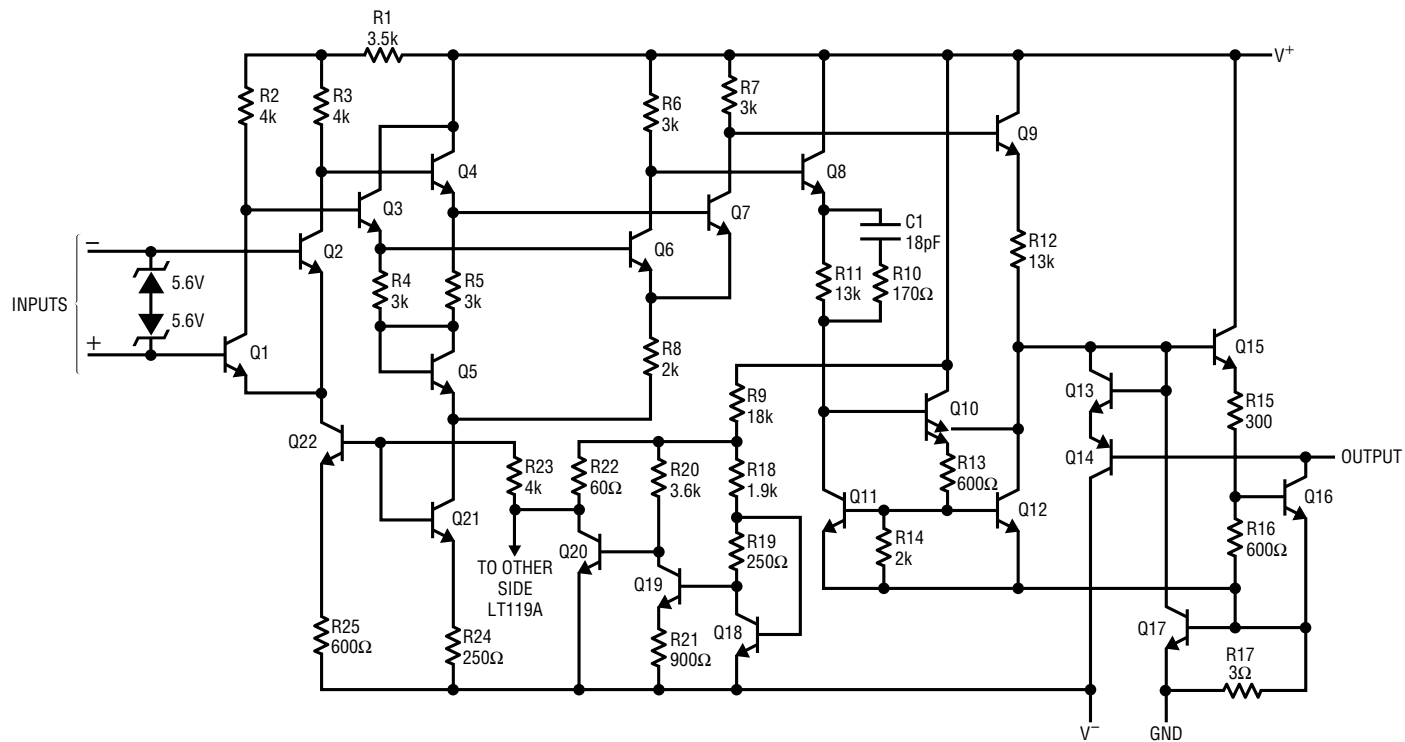 R1
3.5k
V+
R2
4k
R3
4k
R6
3k
R7
3k
Q9
Q4
Q8
Q3
Q7
C1
18pF
−
Q2
Q6
R12
13k
INPUTS
5.6V
5.6V
R4
3k
R5
3k
R11
13k
R10
170Ω
+
Q1
Q5
R8
2k
Q15
R9
18k
Q13
Q10
R15
300
Q22
Q14
OUTPUT
R23
4k
R22
60Ω
R20
3.6k
R18
1.9k
R13
600Ω
Q11
Q12
Q16
Q21
R14
2k
R16
600Ω
Q20
R19
250Ω
TO OTHER
SIDE
LT119A
Q19
Q18
Q17
R25
600Ω
R24
250Ω
R21
900Ω
R17
3Ω
V−
GND